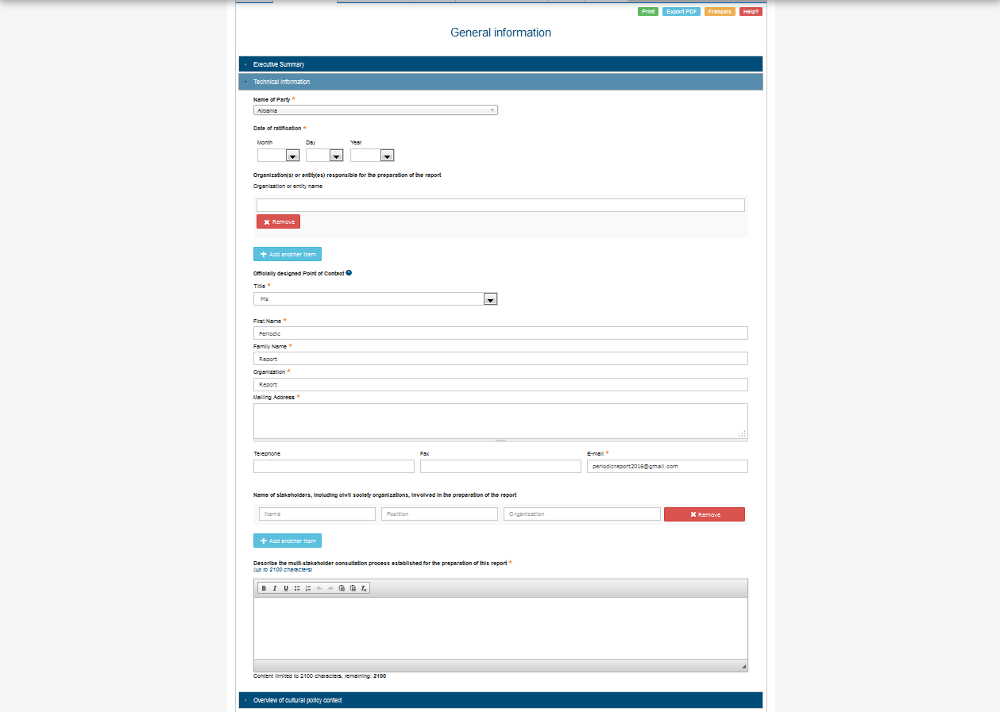 Print Export PDF Français Help?
General information
Executive Summary
Technical Information
Name of Party *
Albania
Date of ratification *
Month Day Year
Organization(s) or entity(es) responsible for the preparation of the report
Organization or entity name
Remove
Add another item
Officially designed Point of Contact
Title *
Ms
First Name *
Periodic
Family Name *
Report
Organization *
Report
Mailing Address *
Telephone Fax E-mail *
periodicreport2016@gmail.com
Name of stakeholders, including civil society organizations, involved in the preparation of the report
Name Position Organization Remove
Add another item
Describe the multi-stakeholder consultation process established for the preparation of this report *
(up to 2100 characters)
B I U
Content limited to 2100 characters, remaining: 2100
Overview of cultural policy context